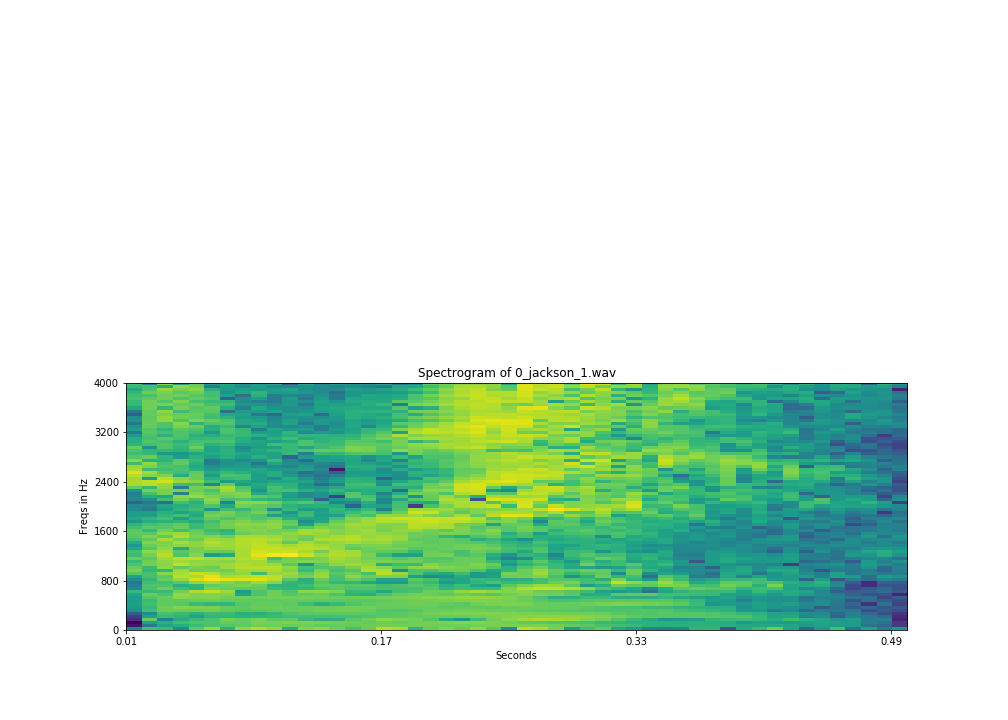 Spectrogram of 0_jackson_1.wav
4000
3200
2400
1600
800
0
Freqs in Hz
0.01 0.17 0.33 0.49
Seconds